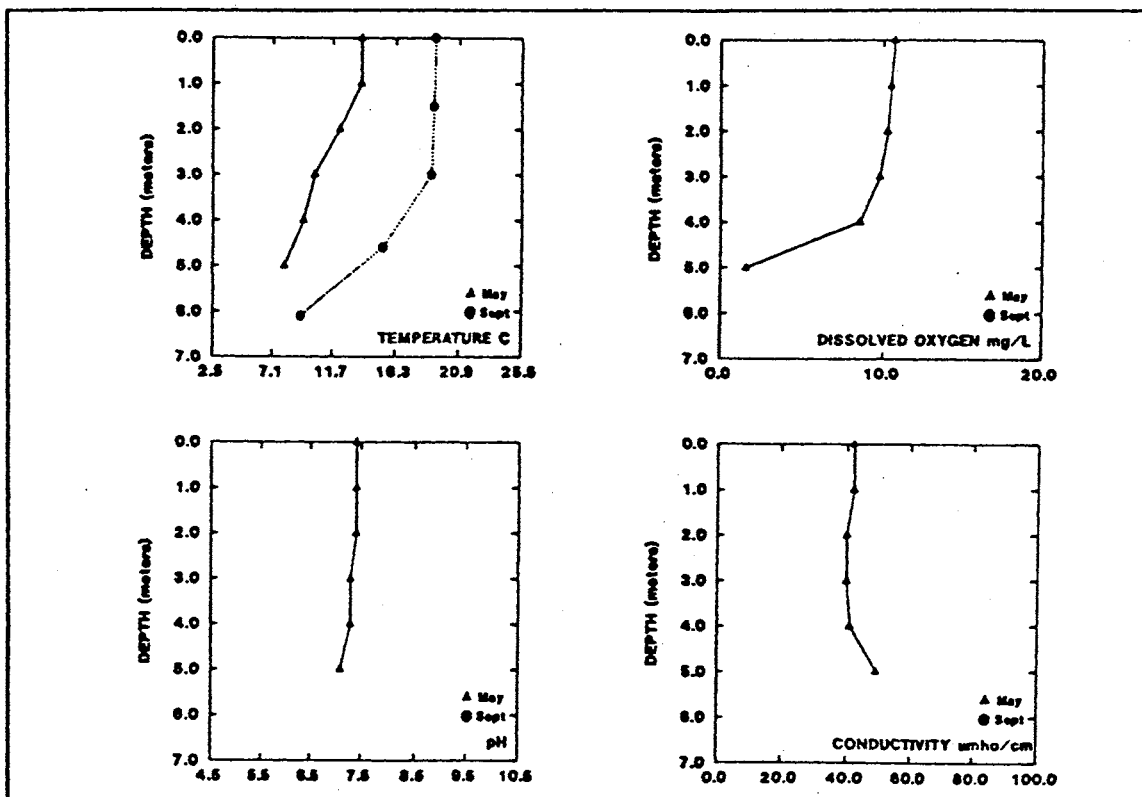 0.0
1.0
2.0
3.0
4.0
5.0
6.0
7.0
DEPTH (meters)
2.5 7.1 11.7 16.3 20.9 25.5
May
Sept
TEMPERATURE C
0.0
1.0
2.0
3.0
4.0
5.0
6.0
7.0
DEPTH (meters)
0.0 10.0 20.0
May
Sept
DISSOLVED OXYGEN mg/L
0.0
1.0
2.0
3.0
4.0
5.0
6.0
7.0
DEPTH (meters)
4.5 5.5 6.5 7.5 8.5 9.5 10.5
May
Sept
pH
0.0
1.0
2.0
3.0
4.0
5.0
6.0
7.0
DEPTH (meters)
0.0 20.0 40.0 60.0 80.0 100.0
May
Sept
CONDUCTIVITY umho/cm